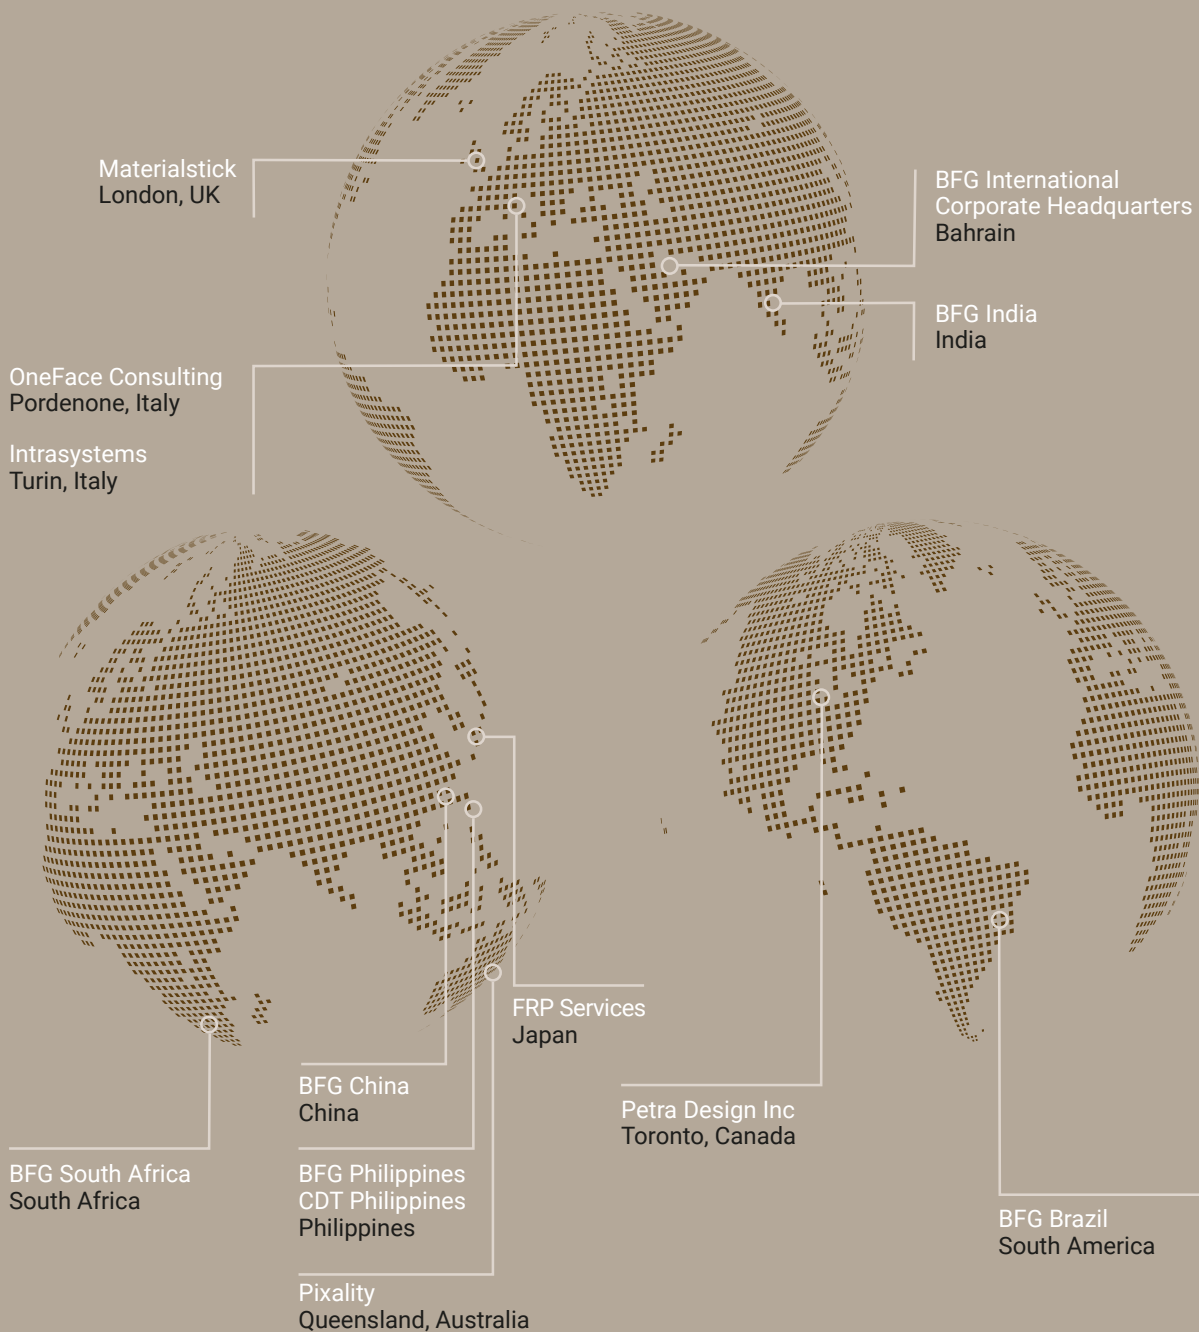 Materialstick
London, UK
BFG International
Corporate Headquarters
Bahrain
BFG India
India
OneFace Consulting
Pordenone, Italy
Intrasystems
Turin, Italy
FRP Services
Japan
BFG China
China
Petra Design Inc
Toronto, Canada
BFG South Africa
South Africa
BFG Philippines
CDT Philippines
Philippines
BFG Brazil
South America
Pixality
Queensland, Australia